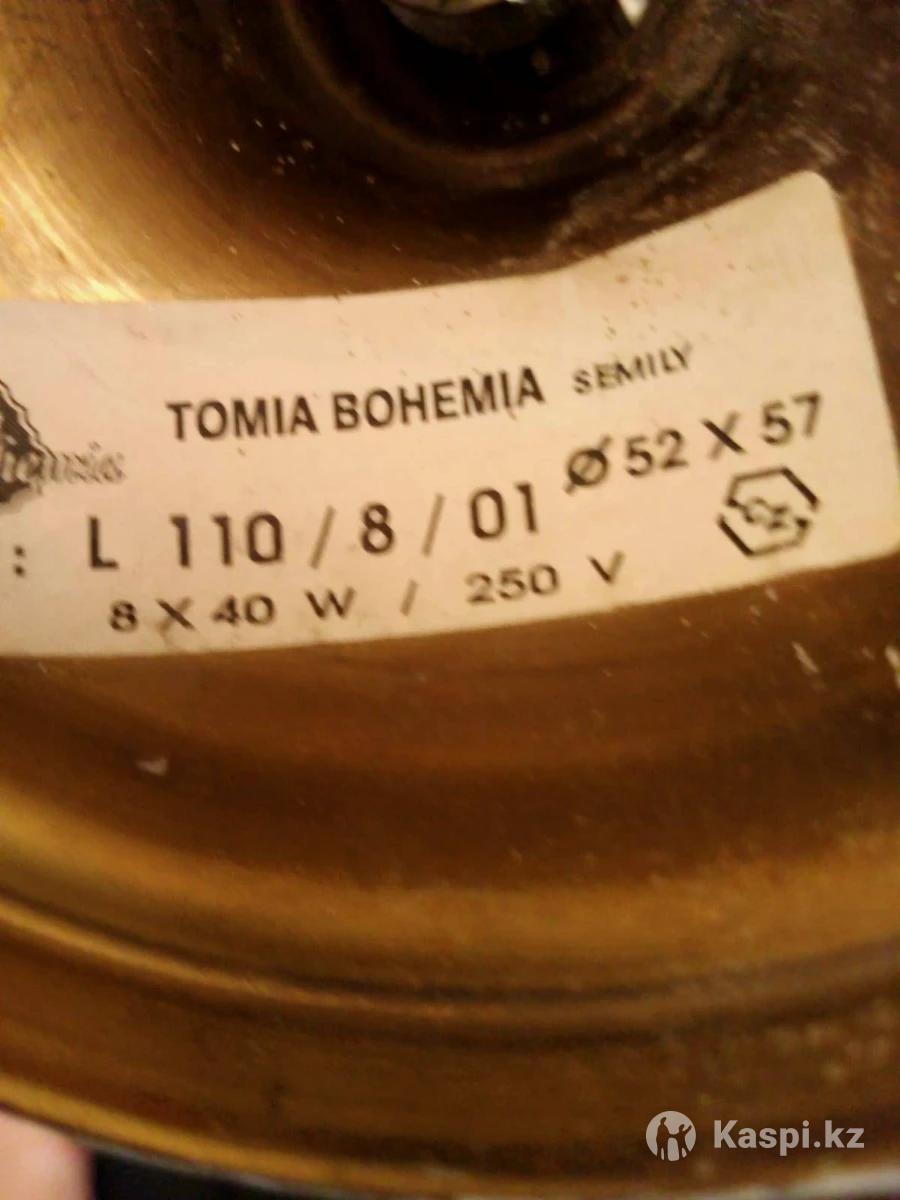 TOMIA BOHEMIA SEMILY
: L 110 / 8 / 01 Ø 52 X 57
8 X 40 W / 250 V
Kaspi.kz